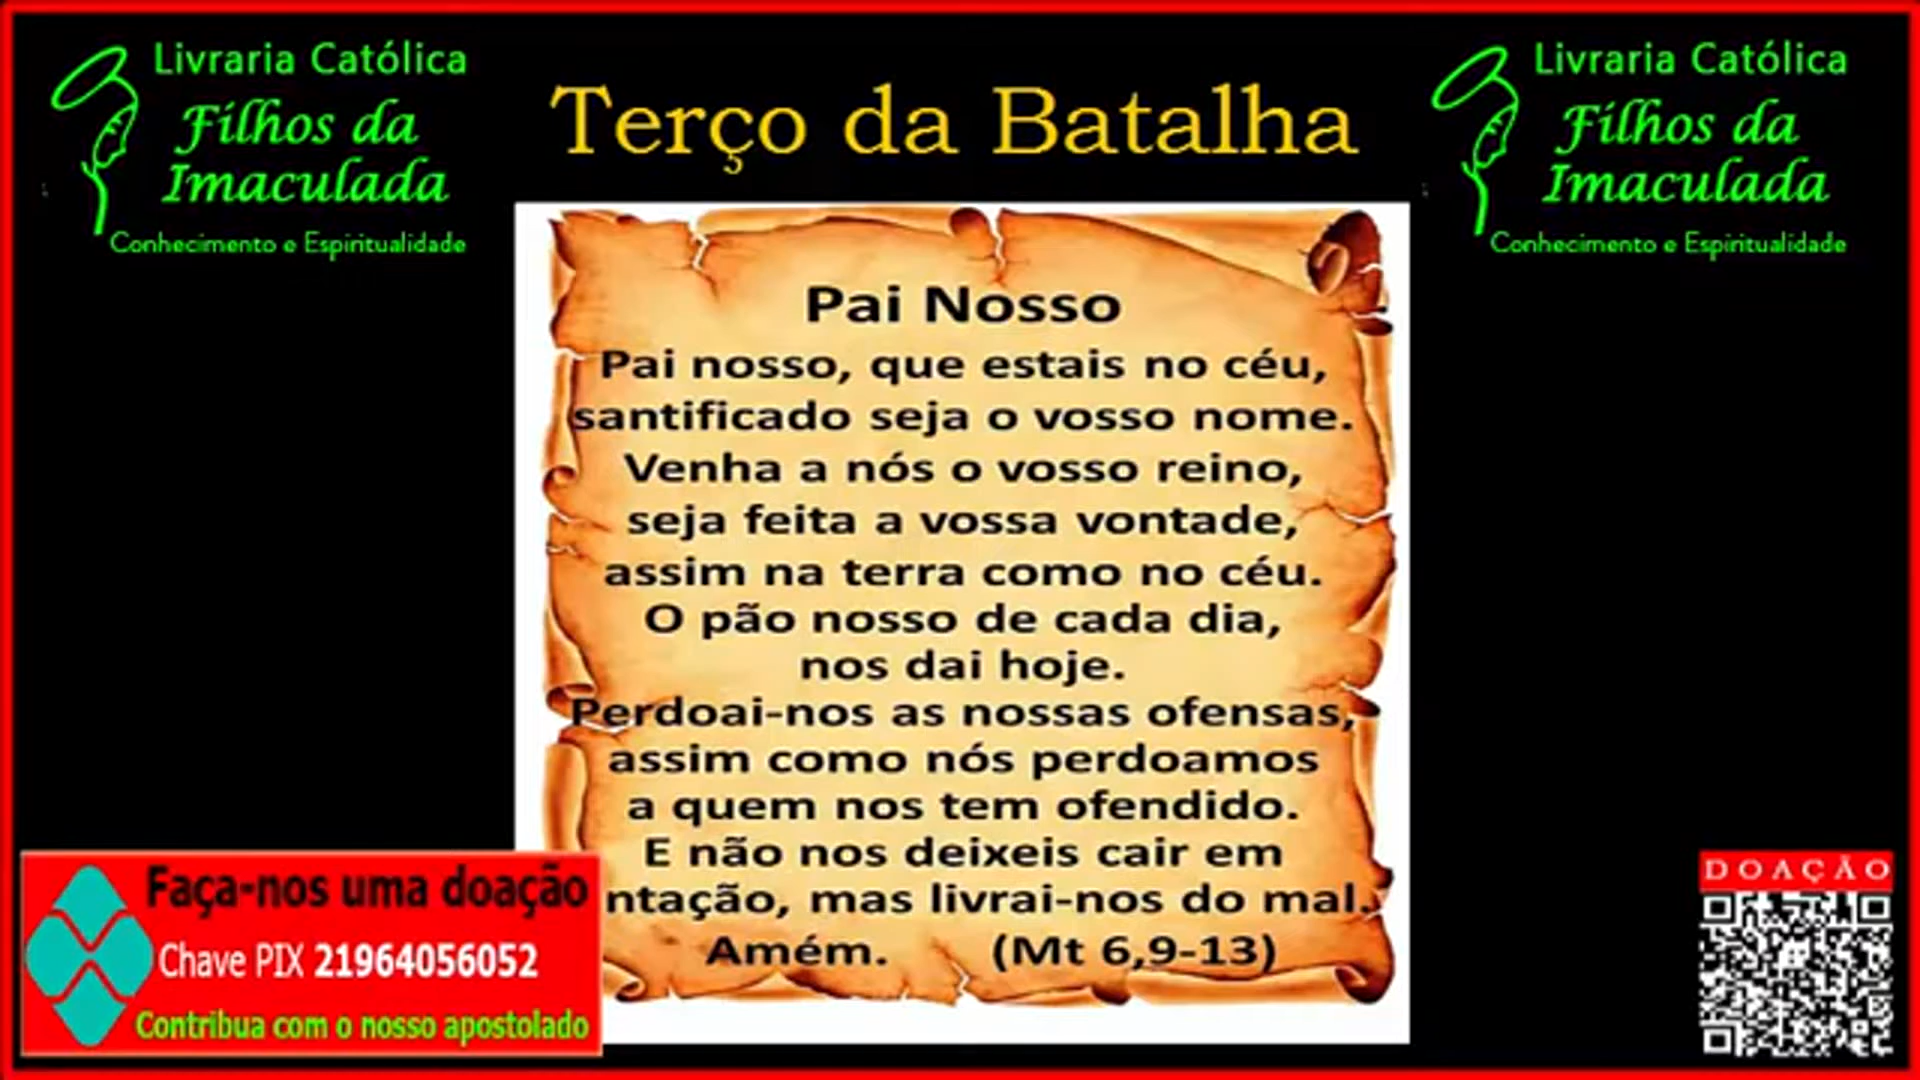 Livraria Católica
Filhos da
Imaculada
Conhecimento e Espiritualidade
Terço da Batalha
Livraria Católica
Filhos da
Imaculada
Conhecimento e Espiritualidade
Pai Nosso
Pai nosso, que estais no céu,
santificado seja o vosso nome.
Venha a nós o vosso reino,
seja feita a vossa vontade,
assim na terra como no céu.
O pão nosso de cada dia,
nos dai hoje.
Perdoai-nos as nossas ofensas,
assim como nós perdoamos
a quem nos tem ofendido.
E não nos deixeis cair em
ntação, mas livrai-nos do mal.
Amém. (Mt 6,9-13)
Faça-nos uma doação
Chave PIX 21964056052
Contribua com o nosso apostolado
DOAÇÃO